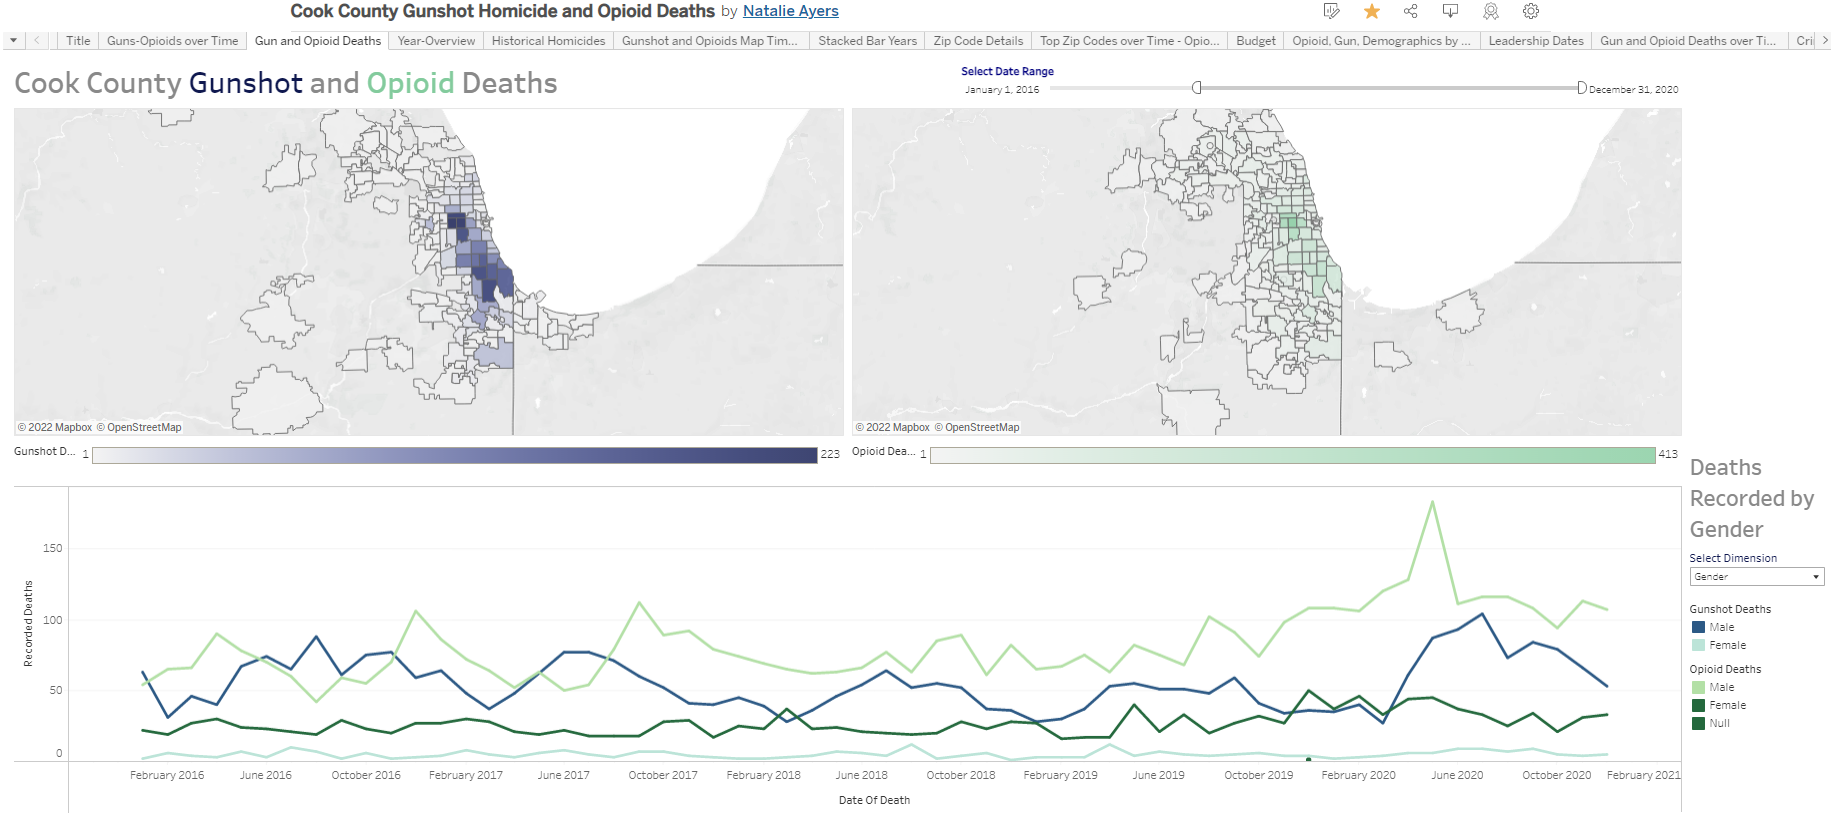 Cook County Gunshot Homicide and Opioid Deaths by Natalie Ayers
Title Guns-Opioids over Time Gun and Opioid Deaths Year-Overview Historical Homicides Gunshot and Opioids Map Tim... Stacked Bar Years Zip Code Details Top Zip Codes over Time - Opio... Budget Opioid, Gun, Demographics by ... Leadership Dates Gun and Opioid Deaths over Ti... Cri
Cook County Gunshot and Opioid Deaths
Select Date Range
January 1, 2016 December 31, 2020
© 2022 Mapbox © OpenStreetMap
© 2022 Mapbox © OpenStreetMap
Gunshot D... 1 223
Opioid Dea... 1 413
Recorded Deaths
150
100
50
0
February 2016 June 2016 October 2016 February 2017 June 2017 October 2017 February 2018 June 2018 October 2018 February 2019 June 2019 October 2019 February 2020 June 2020 October 2020 February 2021
Date Of Death
Deaths
Recorded by
Gender
Select Dimension
Gender
Gunshot Deaths
Male
Female
Opioid Deaths
Male
Female
Null